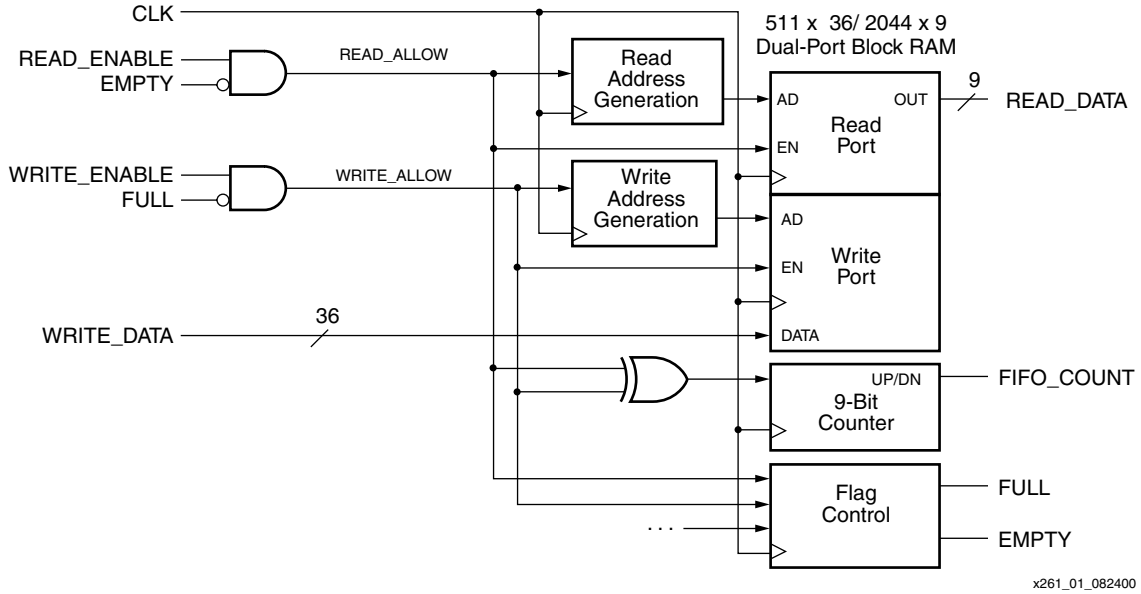 CLK
511 x 36/ 2044 x 9
Dual-Port Block RAM
READ_ENABLE
EMPTY
READ_ALLOW
Read
Address
Generation
AD
OUT
9
READ_DATA
Read
Port
EN
WRITE_ENABLE
FULL
WRITE_ALLOW
Write
Address
Generation
AD
EN
Write
Port
WRITE_DATA
36
DATA
UP/DN
FIFO_COUNT
9-Bit
Counter
Flag
Control
FULL
. . .
EMPTY
x261_01_082400